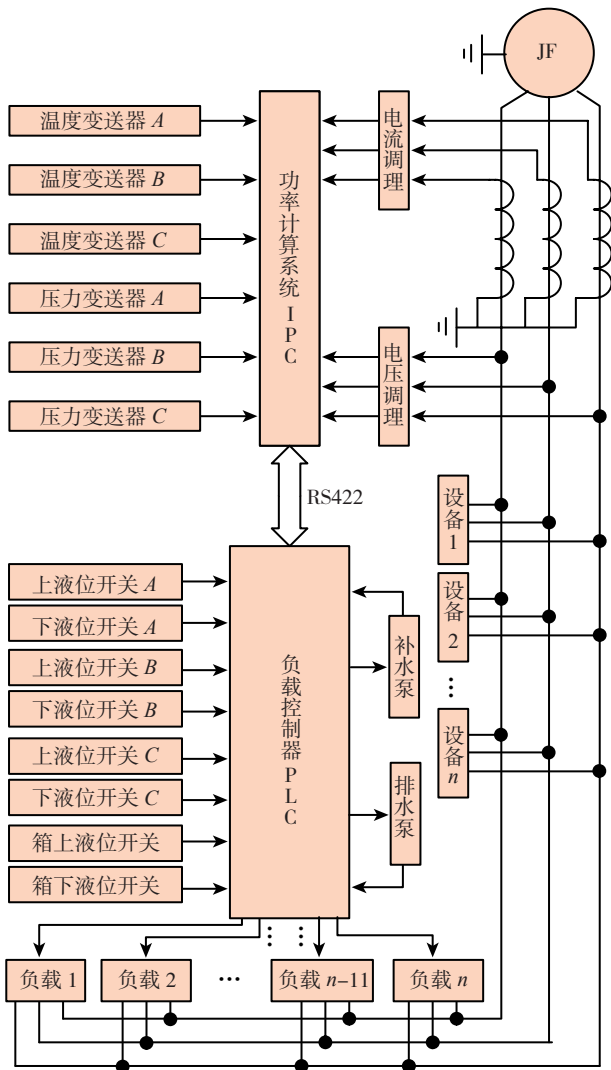 JF
温度变送器 A
温度变送器 B
温度变送器 C
压力变送器 A
压力变送器 B
压力变送器 C
功率计算系统 IPC
电流调理
电压调理
RS422
设备 1
设备 2
⋮
设备 n
上液位开关 A
下液位开关 A
上液位开关 B
下液位开关 B
上液位开关 C
下液位开关 C
箱上液位开关
箱下液位开关
负载控制器 PLC
补水泵
排水泵
负载 1
负载 2
…
负载 n-11
负载 n